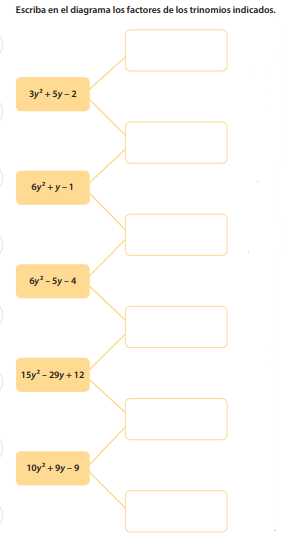 Escriba en el diagrama los factores de los trinomios indicados.
3y² + 5y – 2
6y² + y – 1
6y² – 5y – 4
15y² – 29y + 12
10y² + 9y – 9